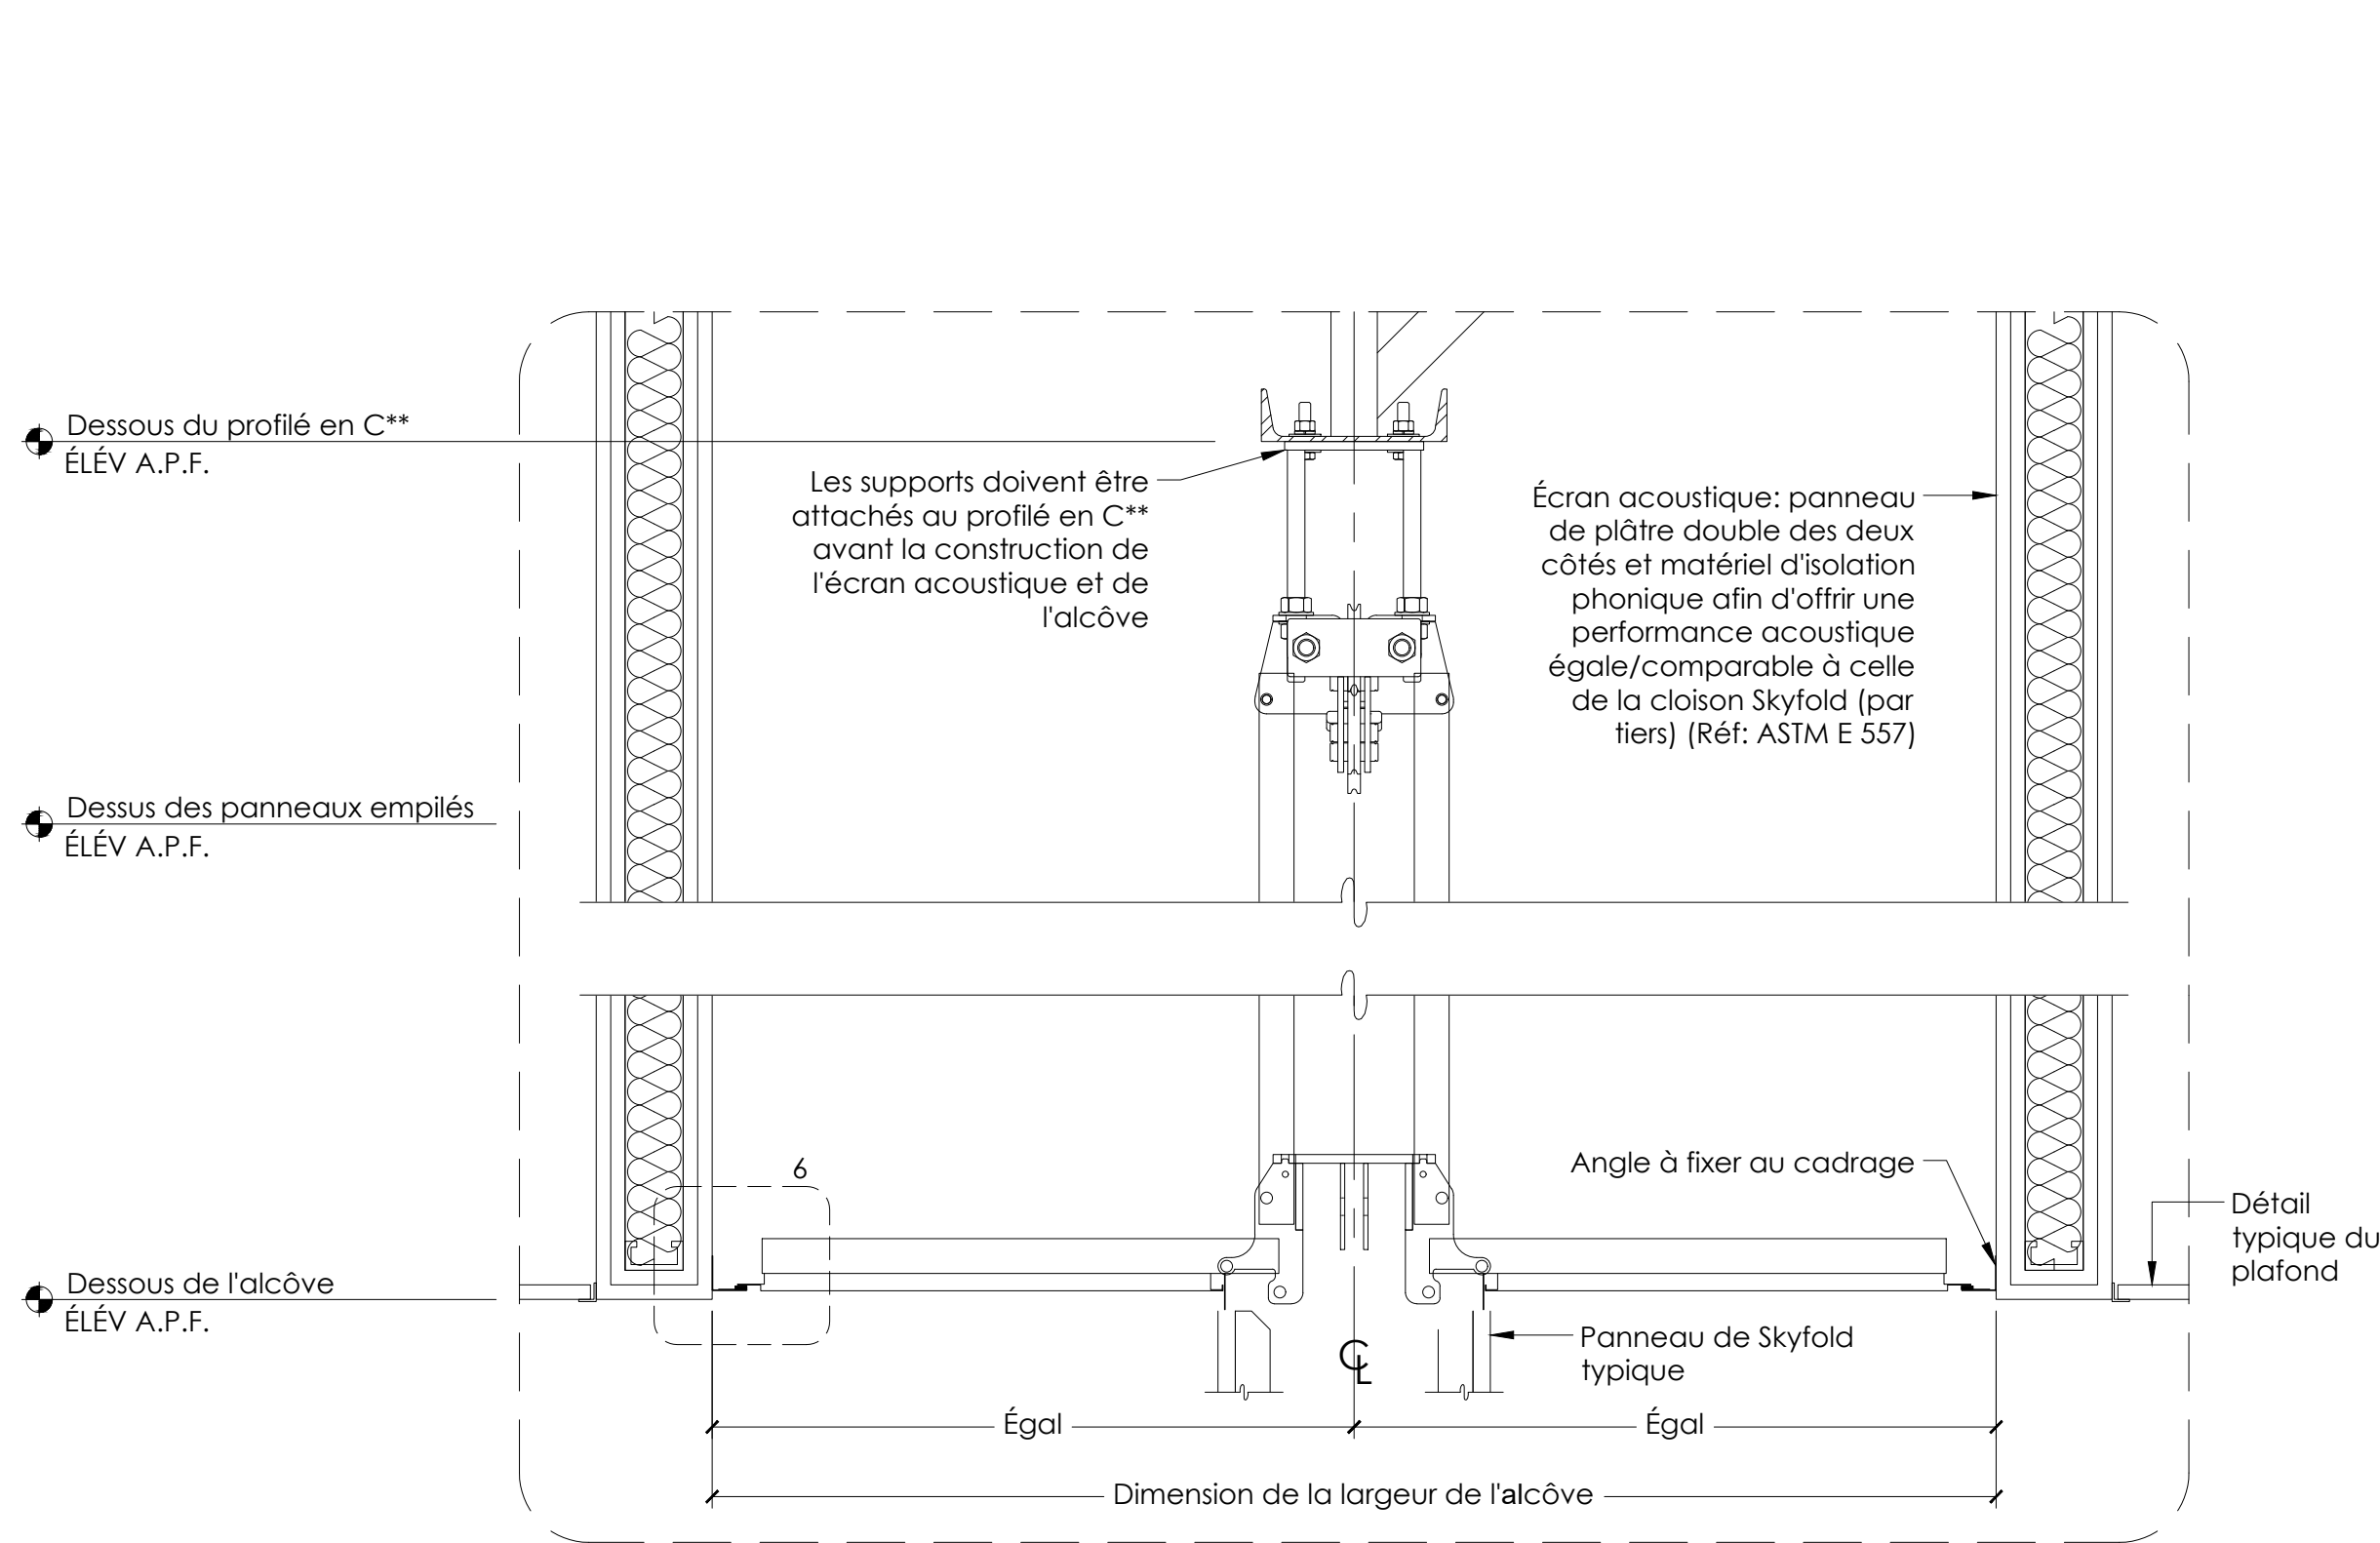 Dessous du profilé en C**
ÉLÉV A.P.F.
Les supports doivent être
attachés au profilé en C**
avant la construction de
l'écran acoustique et de
l'alcôve
Écran acoustique: panneau
de plâtre double des deux
côtés et matériel d'isolation
phonique afin d'offrir une
performance acoustique
égale/comparable à celle
de la cloison Skyfold (par
tiers) (Réf: ASTM E 557)
Dessus des panneaux empilés
ÉLÉV A.P.F.
6
Angle à fixer au cadrage
Détail
typique du
plafond
Dessous de l'alcôve
ÉLÉV A.P.F.
Panneau de Skyfold
typique
CL
Égal
Égal
Dimension de la largeur de l'alcôve